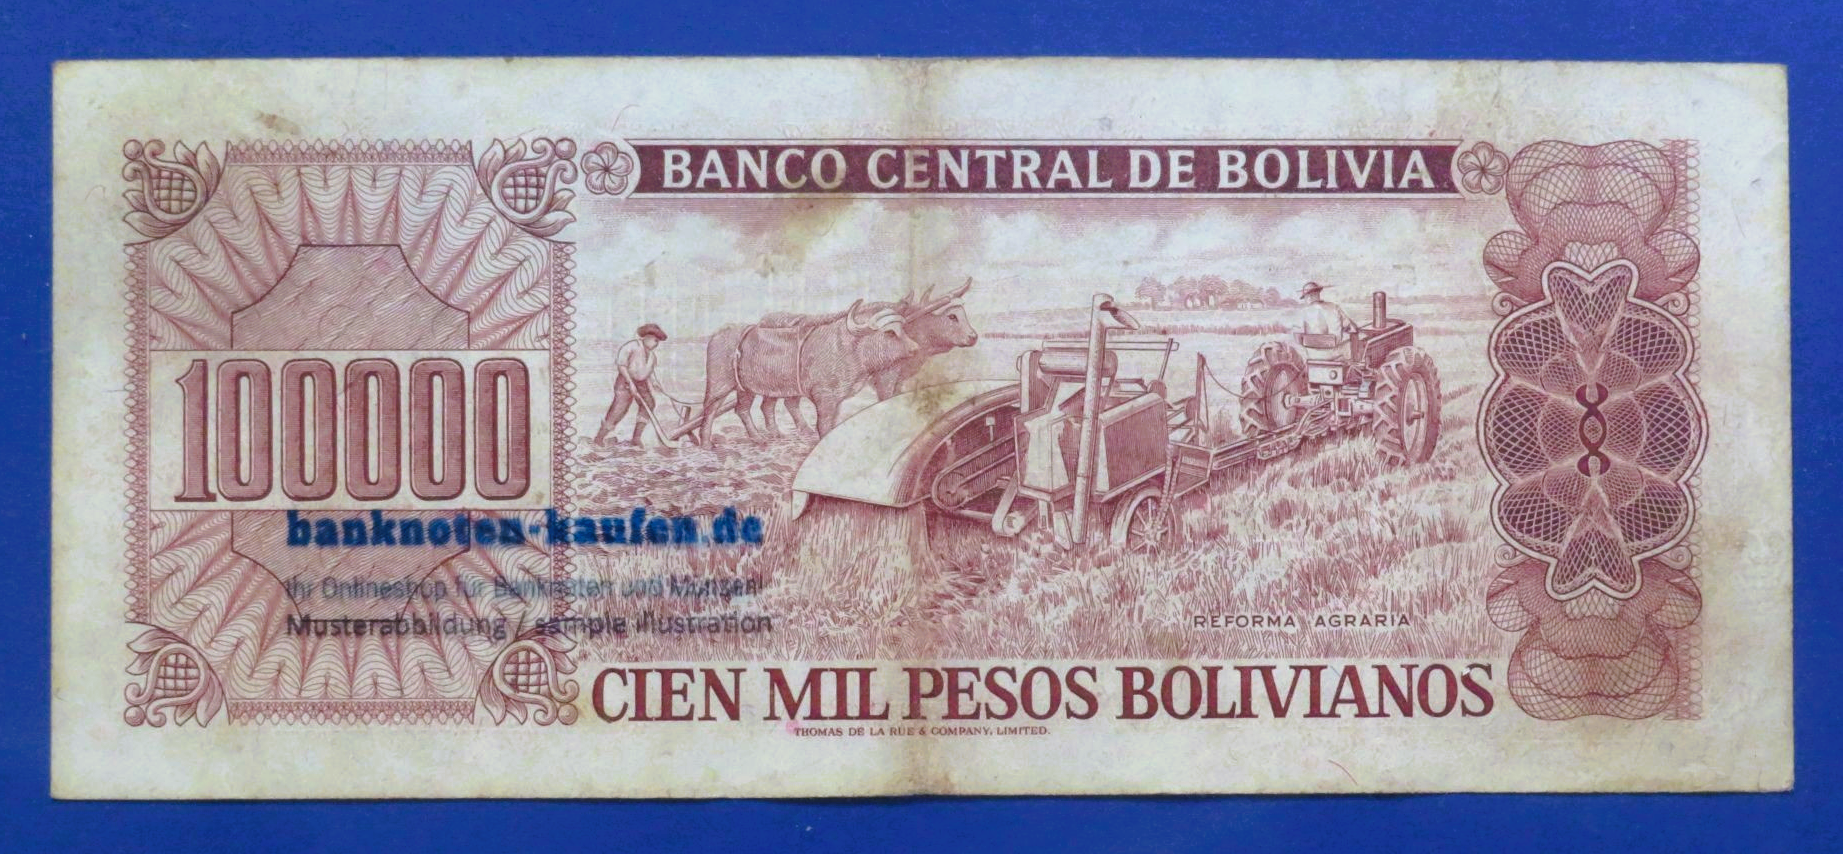 BANCO CENTRAL DE BOLIVIA
100000
banknoten-kaufen.de
Ihr Onlineshop für Banknoten und Münzen!
Musterabbildung / sample illustration
REFORMA AGRARIA
CIEN MIL PESOS BOLIVIANOS
THOMAS DE LA RUE & COMPANY, LIMITED.